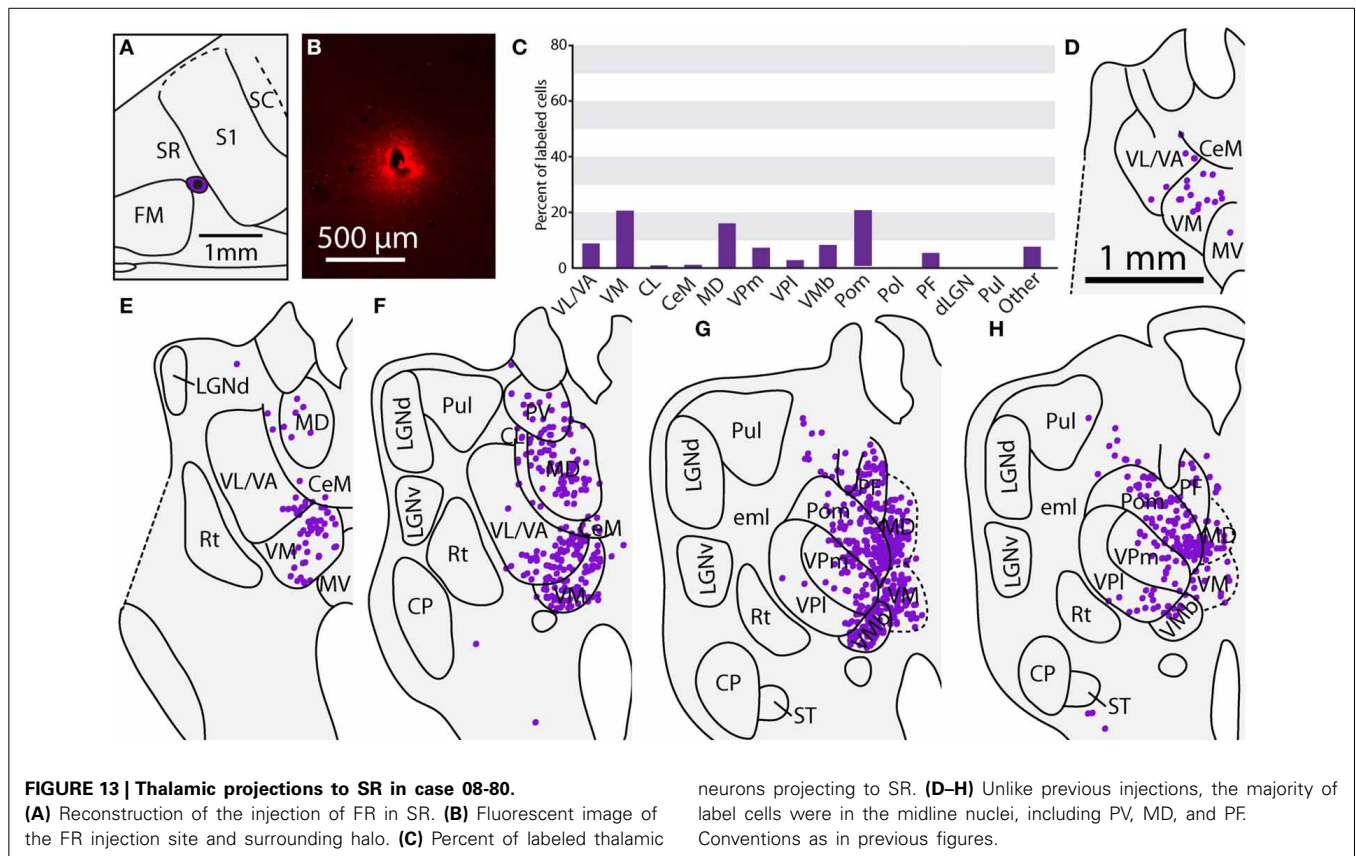 A
SC
S1
SR
FM
1mm
B
500 µm
C
Percent of labeled cells
80
60
40
20
0
VL/VA
VM
CL
CeM
MD
VPm
VPl
VMb
Pom
Pol
PF
dLGN
Pul
Other
D
VL/VA
CeM
VM
MV
1 mm
E
LGNd
MD
VL/VA
CeM
Rt
VM
MV
F
LGNd
Pul
PV
CL
MD
LGNv
VL/VA
CeM
Rt
VM
CP
G
Pul
LGNd
PF
eml
Pom
MD
LGNv
VPm
VPl
VM
Rt
VMb
CP
ST
H
Pul
LGNd
PF
eml
Pom
MD
LGNv
VPm
VPl
VM
Rt
VMb
CP
ST
FIGURE 13 | Thalamic projections to SR in case 08-80.
(A) Reconstruction of the injection of FR in SR. (B) Fluorescent image of
the FR injection site and surrounding halo. (C) Percent of labeled thalamic
neurons projecting to SR. (D–H) Unlike previous injections, the majority of
label cells were in the midline nuclei, including PV, MD, and PF.
Conventions as in previous figures.